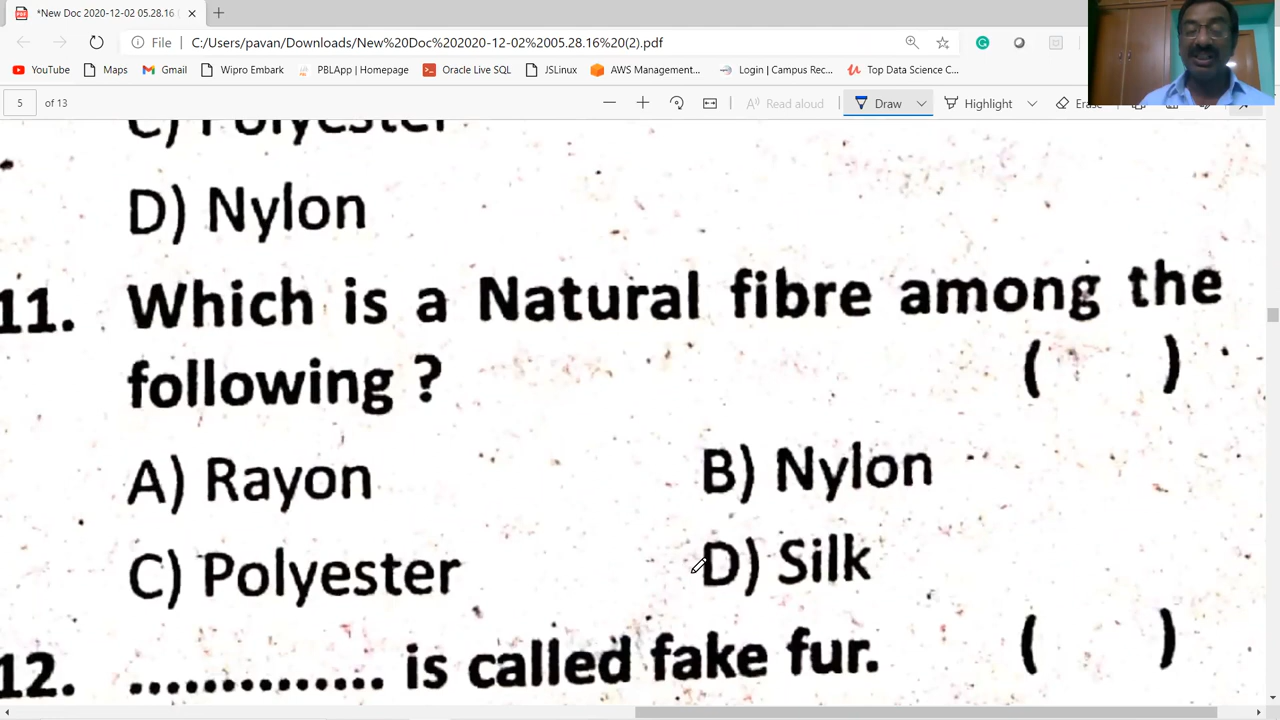 *New Doc 2020-12-02 05.28.16
File C:/Users/pavan/Downloads/New%20Doc%202020-12-02%2005.28.16%20(2).pdf
YouTube Maps Gmail Wipro Embark PBLApp | Homepage Oracle Live SQL JSLinux AWS Management... Login | Campus Rec... Top Data Science C...
5 of 13 Read aloud Draw Highlight Erase
C) Polyester
D) Nylon
11. Which is a Natural fibre among the
following ? ( )
A) Rayon B) Nylon
C) Polyester D) Silk
12. .............. is called fake fur. ( )